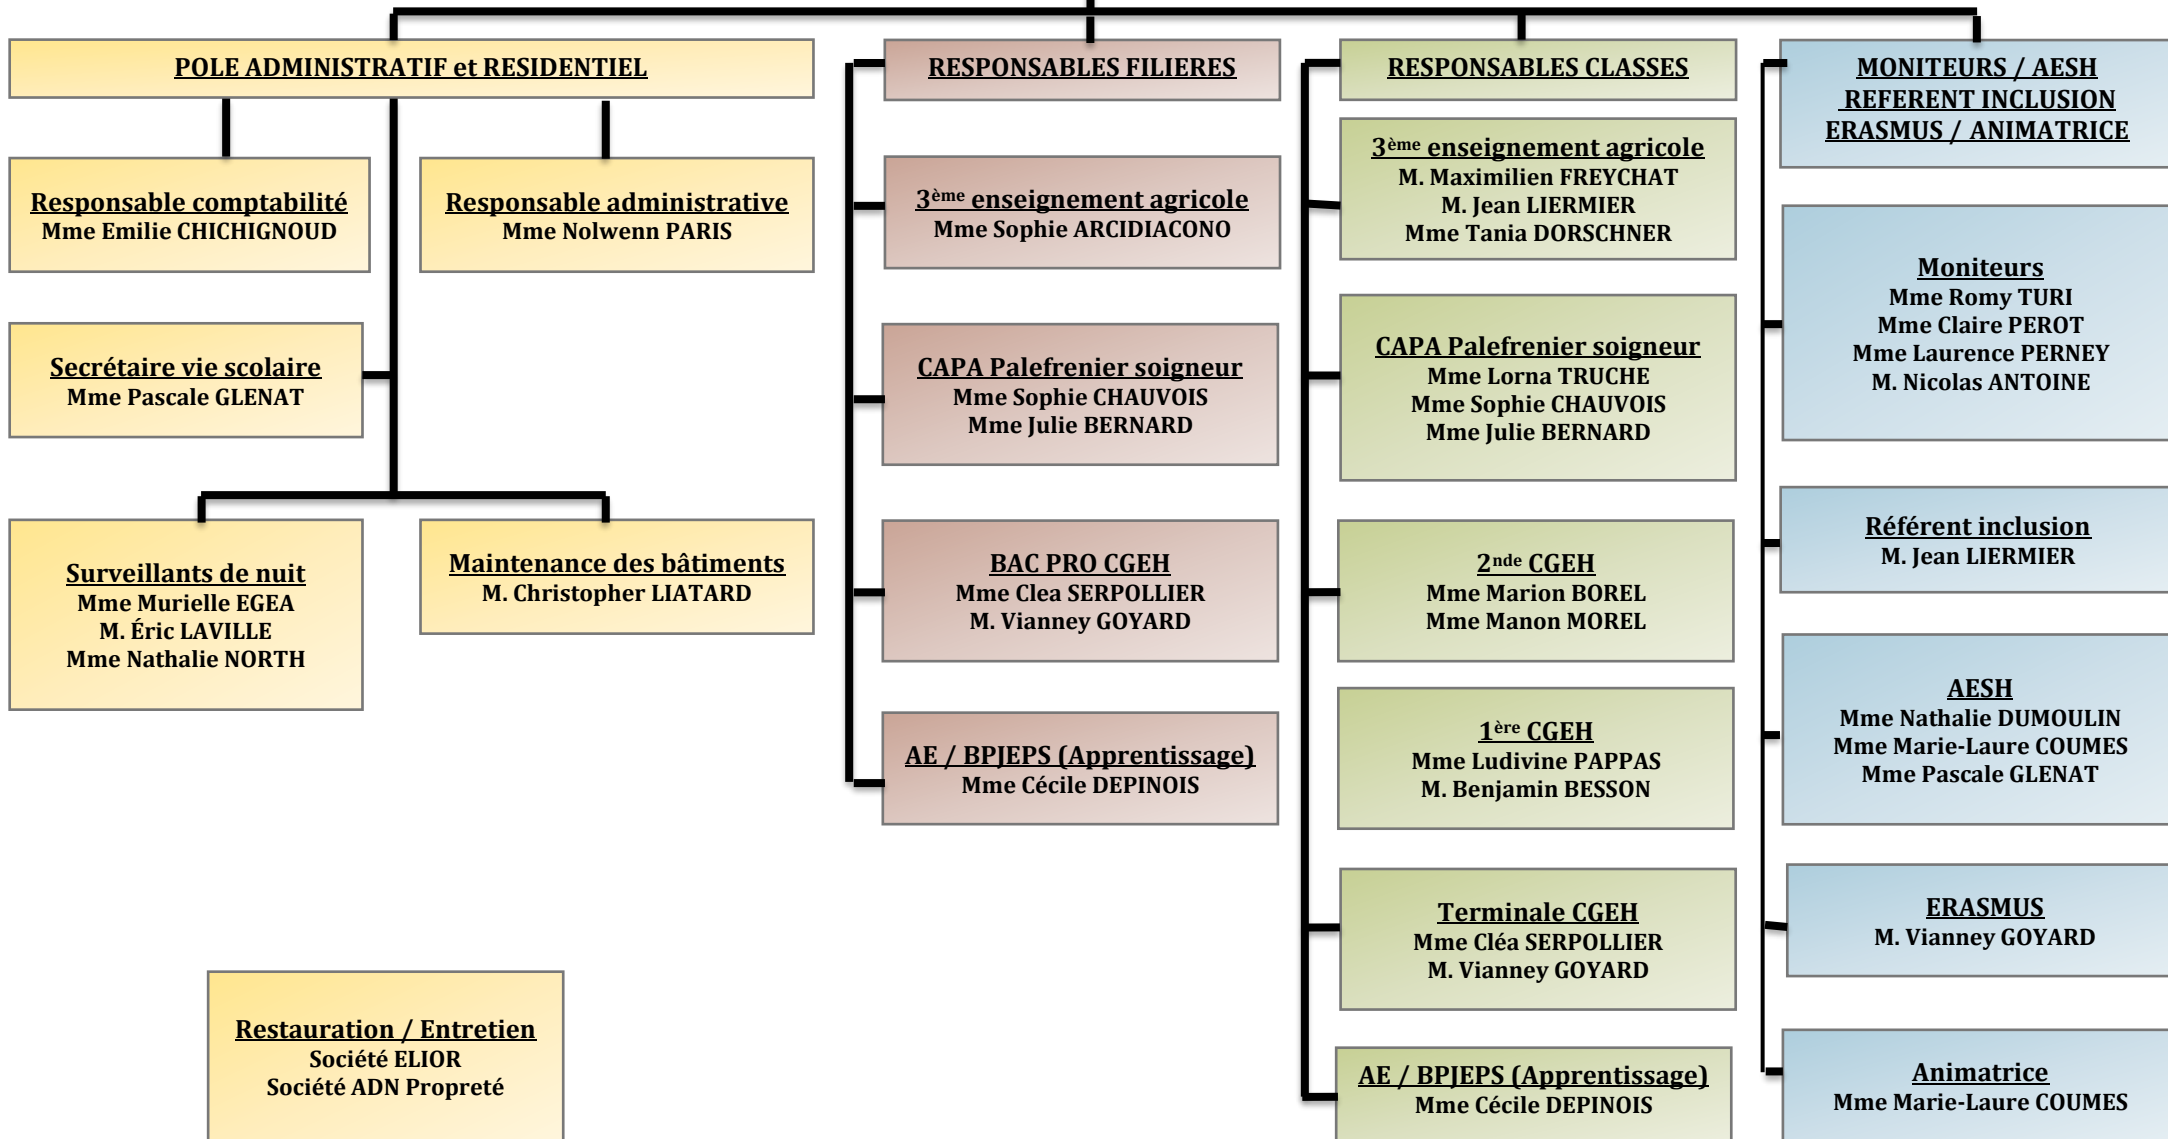 POLE ADMINISTRATIF et RESIDENTIEL
Responsable comptabilité
Mme Emilie CHICHIGNOUD
Responsable administrative
Mme Nolwenn PARIS
Secrétaire vie scolaire
Mme Pascale GLENAT
Surveillants de nuit
Mme Murielle EGEA
M. Éric LAVILLE
Mme Nathalie NORTH
Maintenance des bâtiments
M. Christopher LIATARD
Restauration / Entretien
Société ELIOR
Société ADN Propreté
RESPONSABLES FILIERES
3ème enseignement agricole
Mme Sophie ARCIDIACONO
CAPA Palefrenier soigneur
Mme Sophie CHAUVOIS
Mme Julie BERNARD
BAC PRO CGEH
Mme Clea SERPOLLIER
M. Vianney GOYARD
AE / BPJEPS (Apprentissage)
Mme Cécile DEPINOIS
RESPONSABLES CLASSES
3ème enseignement agricole
M. Maximilien FREYCHAT
M. Jean LIERMIER
Mme Tania DORSCHNER
CAPA Palefrenier soigneur
Mme Lorna TRUCHE
Mme Sophie CHAUVOIS
Mme Julie BERNARD
2nde CGEH
Mme Marion BOREL
Mme Manon MOREL
1ère CGEH
Mme Ludivine PAPPAS
M. Benjamin BESSON
Terminale CGEH
Mme Cléa SERPOLLIER
M. Vianney GOYARD
AE / BPJEPS (Apprentissage)
Mme Cécile DEPINOIS
MONITEURS / AESH
REFERENT INCLUSION
ERASMUS / ANIMATRICE
Moniteurs
Mme Romy TURI
Mme Claire PEROT
Mme Laurence PERNEY
M. Nicolas ANTOINE
Référent inclusion
M. Jean LIERMIER
AESH
Mme Nathalie DUMOULIN
Mme Marie-Laure COUMES
Mme Pascale GLENAT
ERASMUS
M. Vianney GOYARD
Animatrice
Mme Marie-Laure COUMES